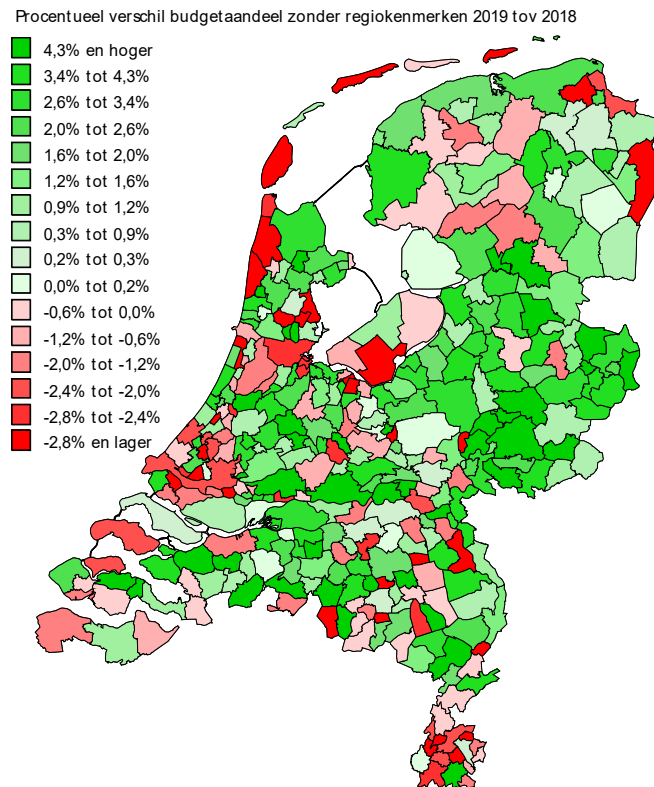 Procentueel verschil budgetaandeel zonder regiokenmerken 2019 tov 2018
4,3% en hoger
3,4% tot 4,3%
2,6% tot 3,4%
2,0% tot 2,6%
1,6% tot 2,0%
1,2% tot 1,6%
0,9% tot 1,2%
0,3% tot 0,9%
0,2% tot 0,3%
0,0% tot 0,2%
-0,6% tot 0,0%
-1,2% tot -0,6%
-2,0% tot -1,2%
-2,4% tot -2,0%
-2,8% tot -2,4%
-2,8% en lager